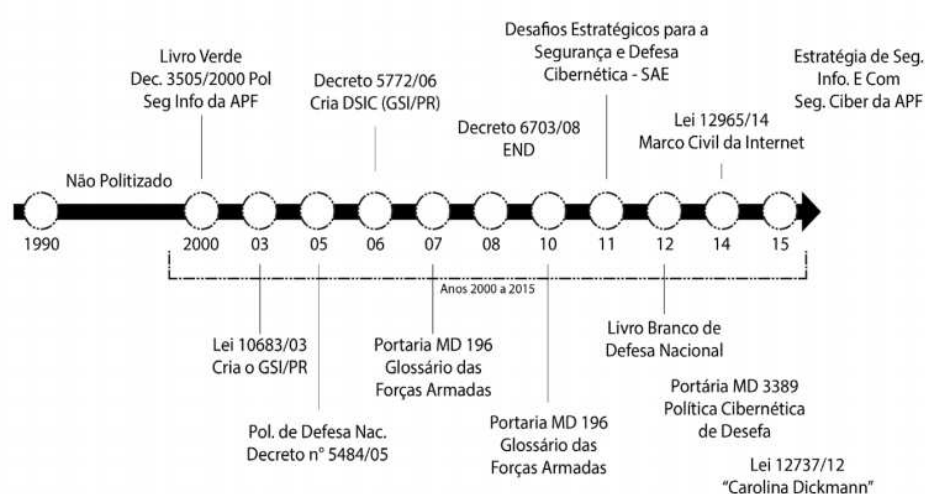 Livro Verde
Dec. 3505/2000 Pol
Seg Info da APF
Decreto 5772/06
Cria DSIC (GSI/PR)
Decreto 6703/08
END
Desafios Estratégicos para a
Segurança e Defesa
Cibernética - SAE
Lei 12965/14
Marco Civil da Internet
Estratégia de Seg.
Info. E Com
Seg. Ciber da APF
Não Politizado
1990
2000
03
05
06
07
08
10
11
12
14
15
Anos 2000 a 2015
Lei 10683/03
Cria o GSI/PR
Pol. de Defesa Nac.
Decreto n° 5484/05
Portaria MD 196
Glossário das
Forças Armadas
Portaria MD 196
Glossário das
Forças Armadas
Livro Branco de
Defesa Nacional
Portária MD 3389
Política Cibernética
de Desefa
Lei 12737/12
“Carolina Dickmann”